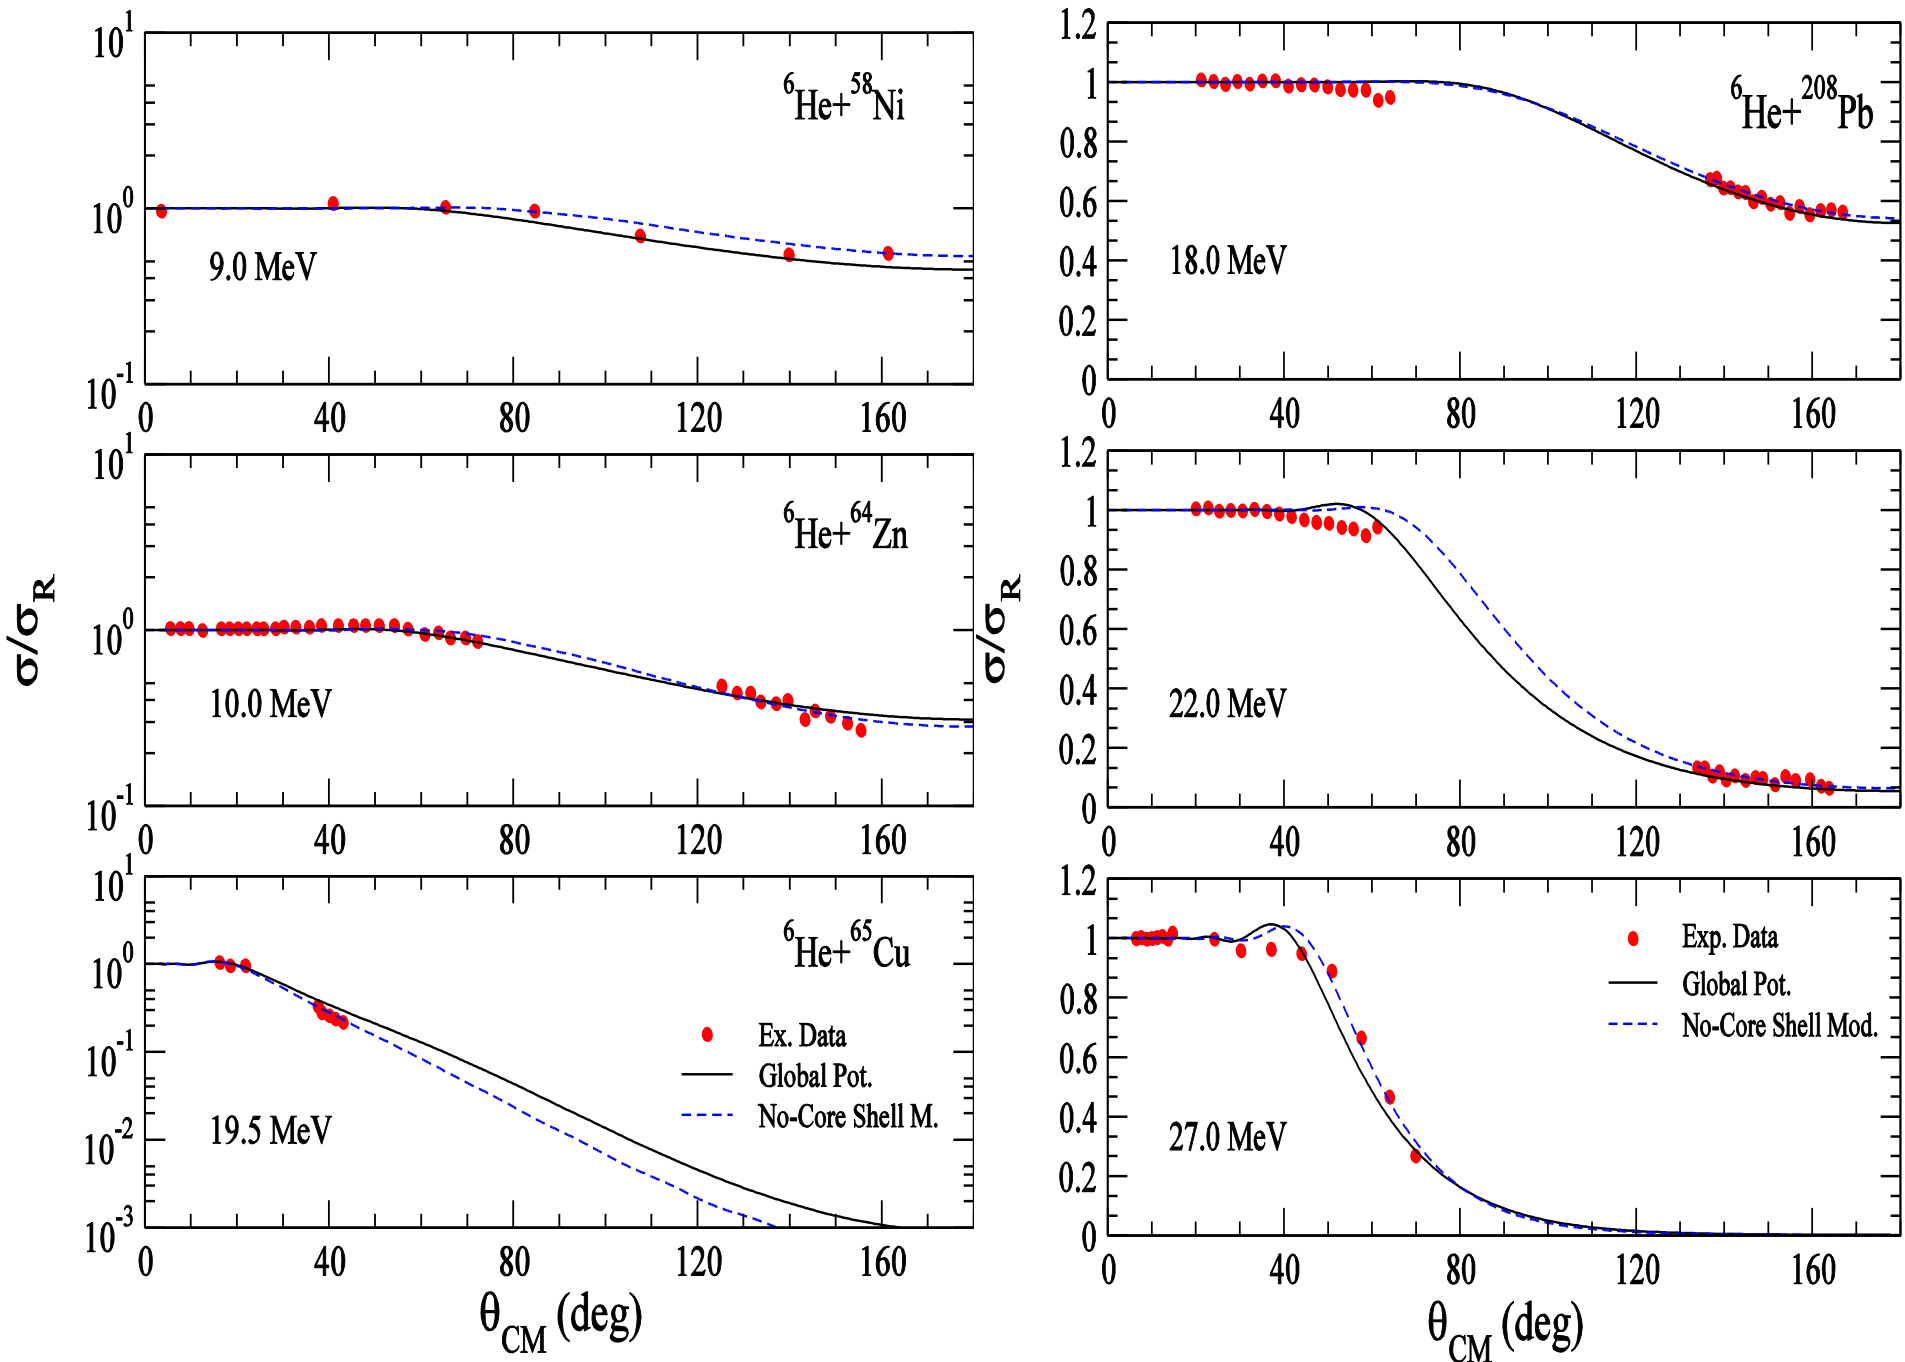 10^1
10^0
10^-1
^6He+^58Ni
9.0 MeV
0 40 80 120 160
10^1
10^0
10^-1
^6He+^64Zn
10.0 MeV
0 40 80 120 160
σ/σ_R
10^1
10^0
10^-1
10^-2
10^-3
^6He+^65Cu
Ex. Data
Global Pot.
No-Core Shell M.
19.5 MeV
0 40 80 120 160
θ_CM (deg)
1.2
1
0.8
0.6
0.4
0.2
0
^6He+^208Pb
18.0 MeV
0 40 80 120 160
1.2
1
0.8
0.6
0.4
0.2
0
22.0 MeV
0 40 80 120 160
σ/σ_R
1.2
1
0.8
0.6
0.4
0.2
0
Exp. Data
Global Pot.
No-Core Shell Mod.
27.0 MeV
0 40 80 120 160
θ_CM (deg)